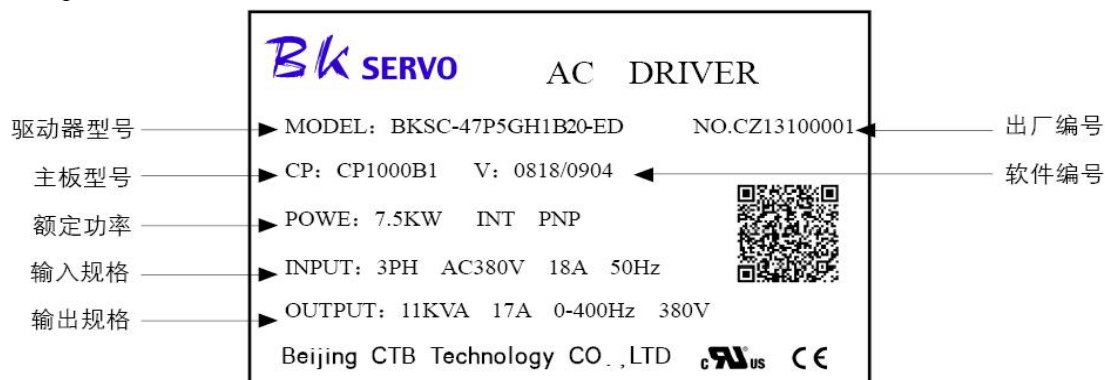 BK SERVO AC DRIVER
驱动器型号 MODEL: BKSC-47P5GH1B20-ED NO.CZ13100001 出厂编号
主板型号 CP: CP1000B1 V: 0818/0904 软件编号
额定功率 POWE: 7.5KW INT PNP
输入规格 INPUT: 3PH AC380V 18A 50Hz
输出规格 OUTPUT: 11KVA 17A 0-400Hz 380V
Beijing CTB Technology CO.,LTD c RU us CE